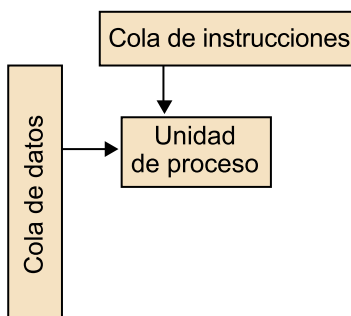 Cola de instrucciones
Unidad
de proceso
Cola de datos